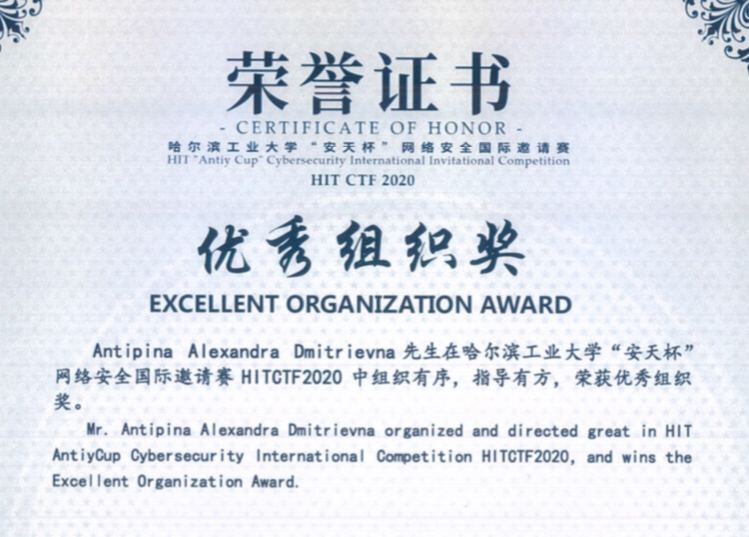 荣誉证书
- CERTIFICATE OF HONOR -
哈尔滨工业大学 “安天杯” 网络安全国际邀请赛
HIT "Antiy Cup" Cybersecurity International Invitational Competition
HIT CTF 2020
优秀组织奖
EXCELLENT ORGANIZATION AWARD
Antipina Alexandra Dmitrievna 先生在哈尔滨工业大学“安天杯”
网络安全国际邀请赛 HITCTF2020 中组织有序，指导有方，荣获优秀组织
奖。
Mr. Antipina Alexandra Dmitrievna organized and directed great in HIT
AntiyCup Cybersecurity International Competition HITCTF2020, and wins the
Excellent Organization Award.